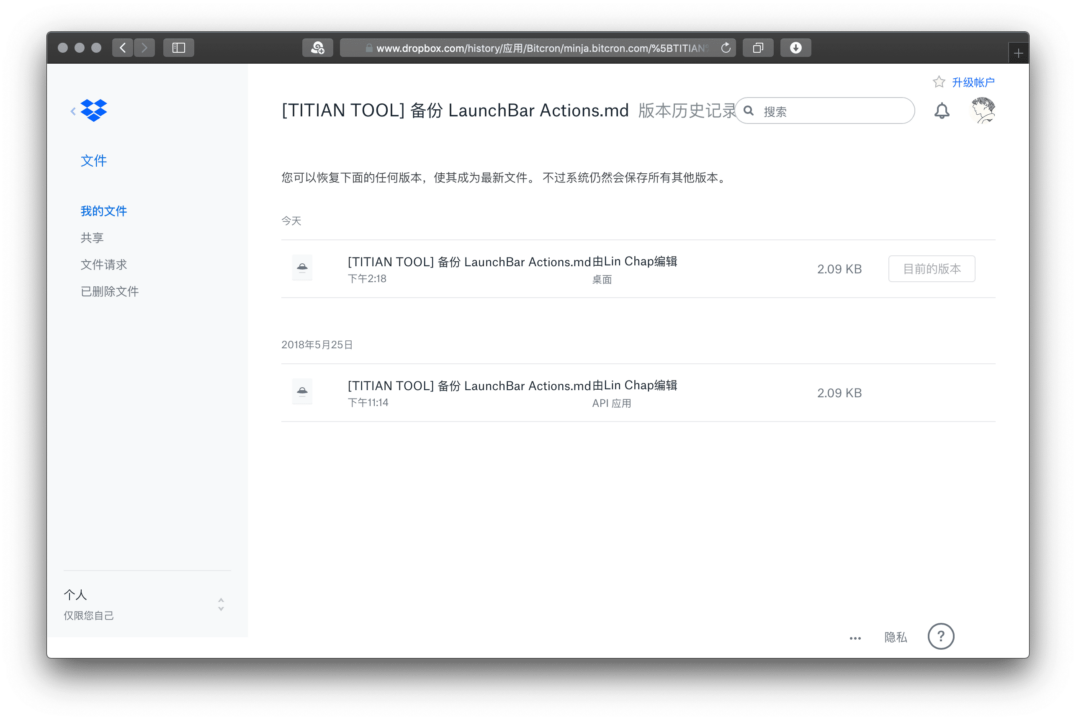 www.dropbox.com/history/应用/Bitcron/minja.bitcron.com/%5BTITIAN
升级帐户
[TITIAN TOOL] 备份 LaunchBar Actions.md 版本历史记录
搜索
文件
我的文件
共享
文件请求
已删除文件
您可以恢复下面的任何版本，使其成为最新文件。 不过系统仍然会保存所有其他版本。
今天
[TITIAN TOOL] 备份 LaunchBar Actions.md由Lin Chap编辑
下午2:18 桌面
2.09 KB
目前的版本
2018年5月25日
[TITIAN TOOL] 备份 LaunchBar Actions.md由Lin Chap编辑
下午11:14 API 应用
2.09 KB
个人
仅限您自己
... 隐私 ?